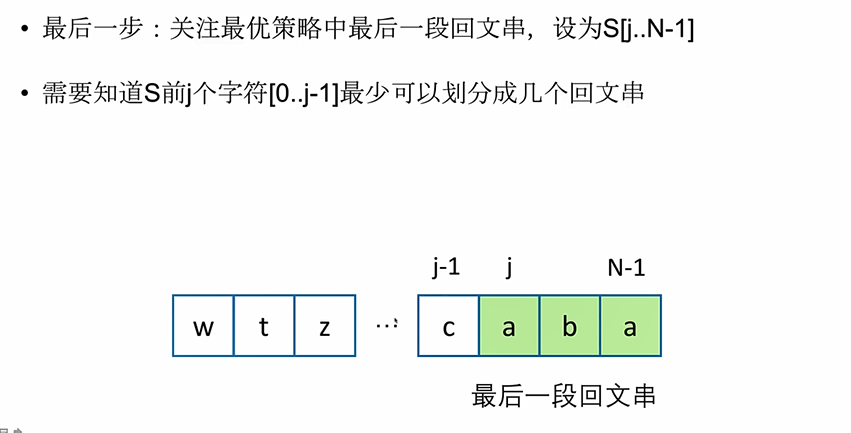 • 最后一步：关注最优策略中最后一段回文串，设为S[j..N-1]
• 需要知道S前j个字符[0..j-1]最少可以划分成几个回文串
j-1 j N-1
w t z … c a b a
最后一段回文串